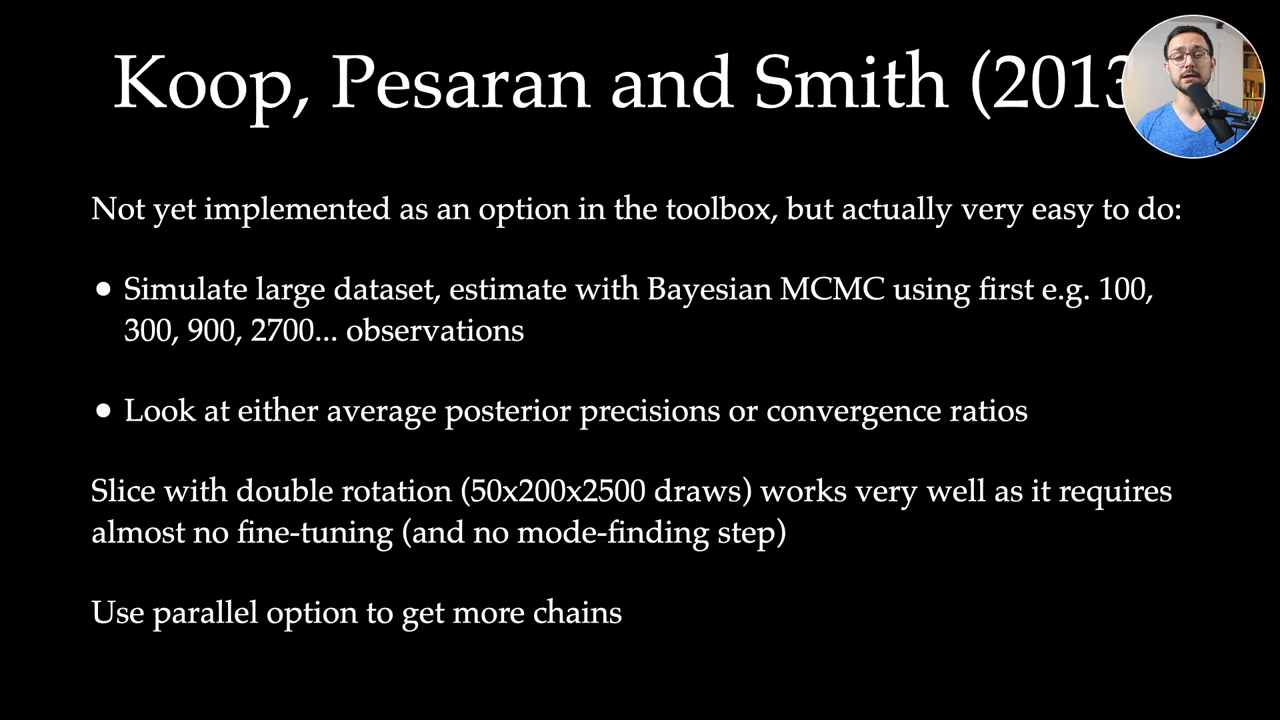 Koop, Pesaran and Smith (2013
Not yet implemented as an option in the toolbox, but actually very easy to do:
• Simulate large dataset, estimate with Bayesian MCMC using first e.g. 100,
300, 900, 2700... observations
• Look at either average posterior precisions or convergence ratios
Slice with double rotation (50x200x2500 draws) works very well as it requires
almost no fine-tuning (and no mode-finding step)
Use parallel option to get more chains